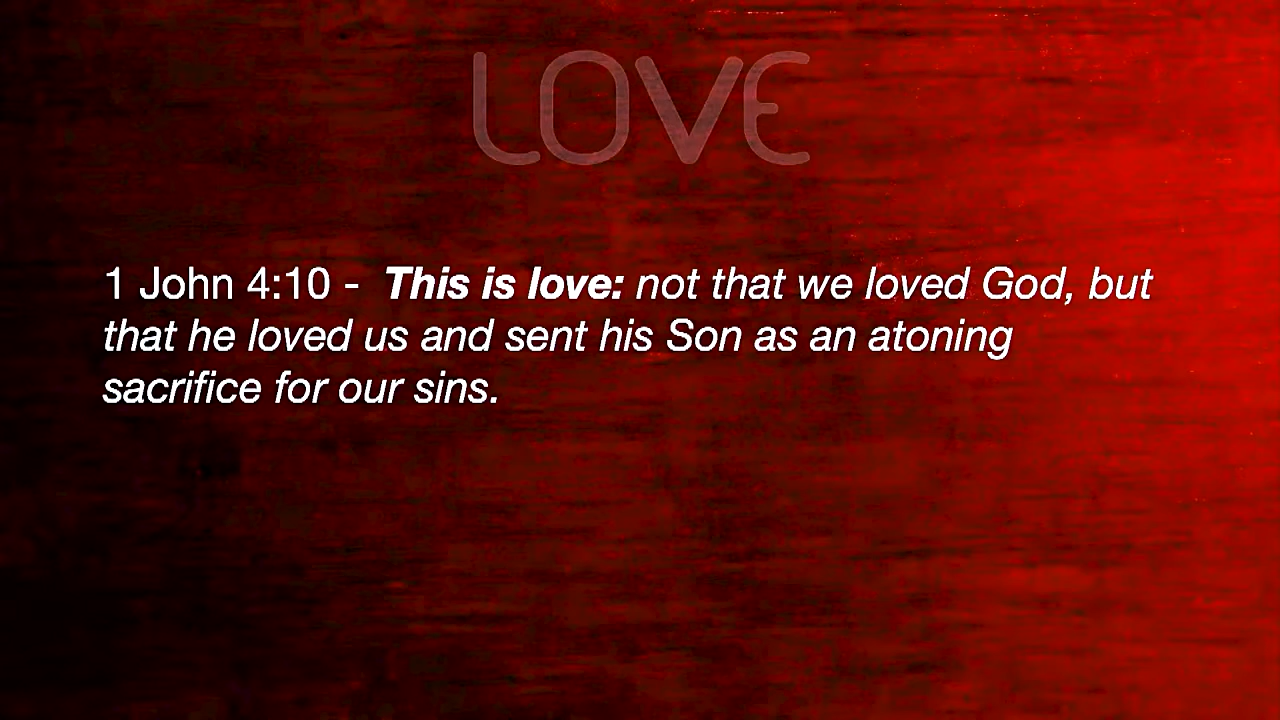 LOVE
1 John 4:10 - This is love: not that we loved God, but
that he loved us and sent his Son as an atoning
sacrifice for our sins.